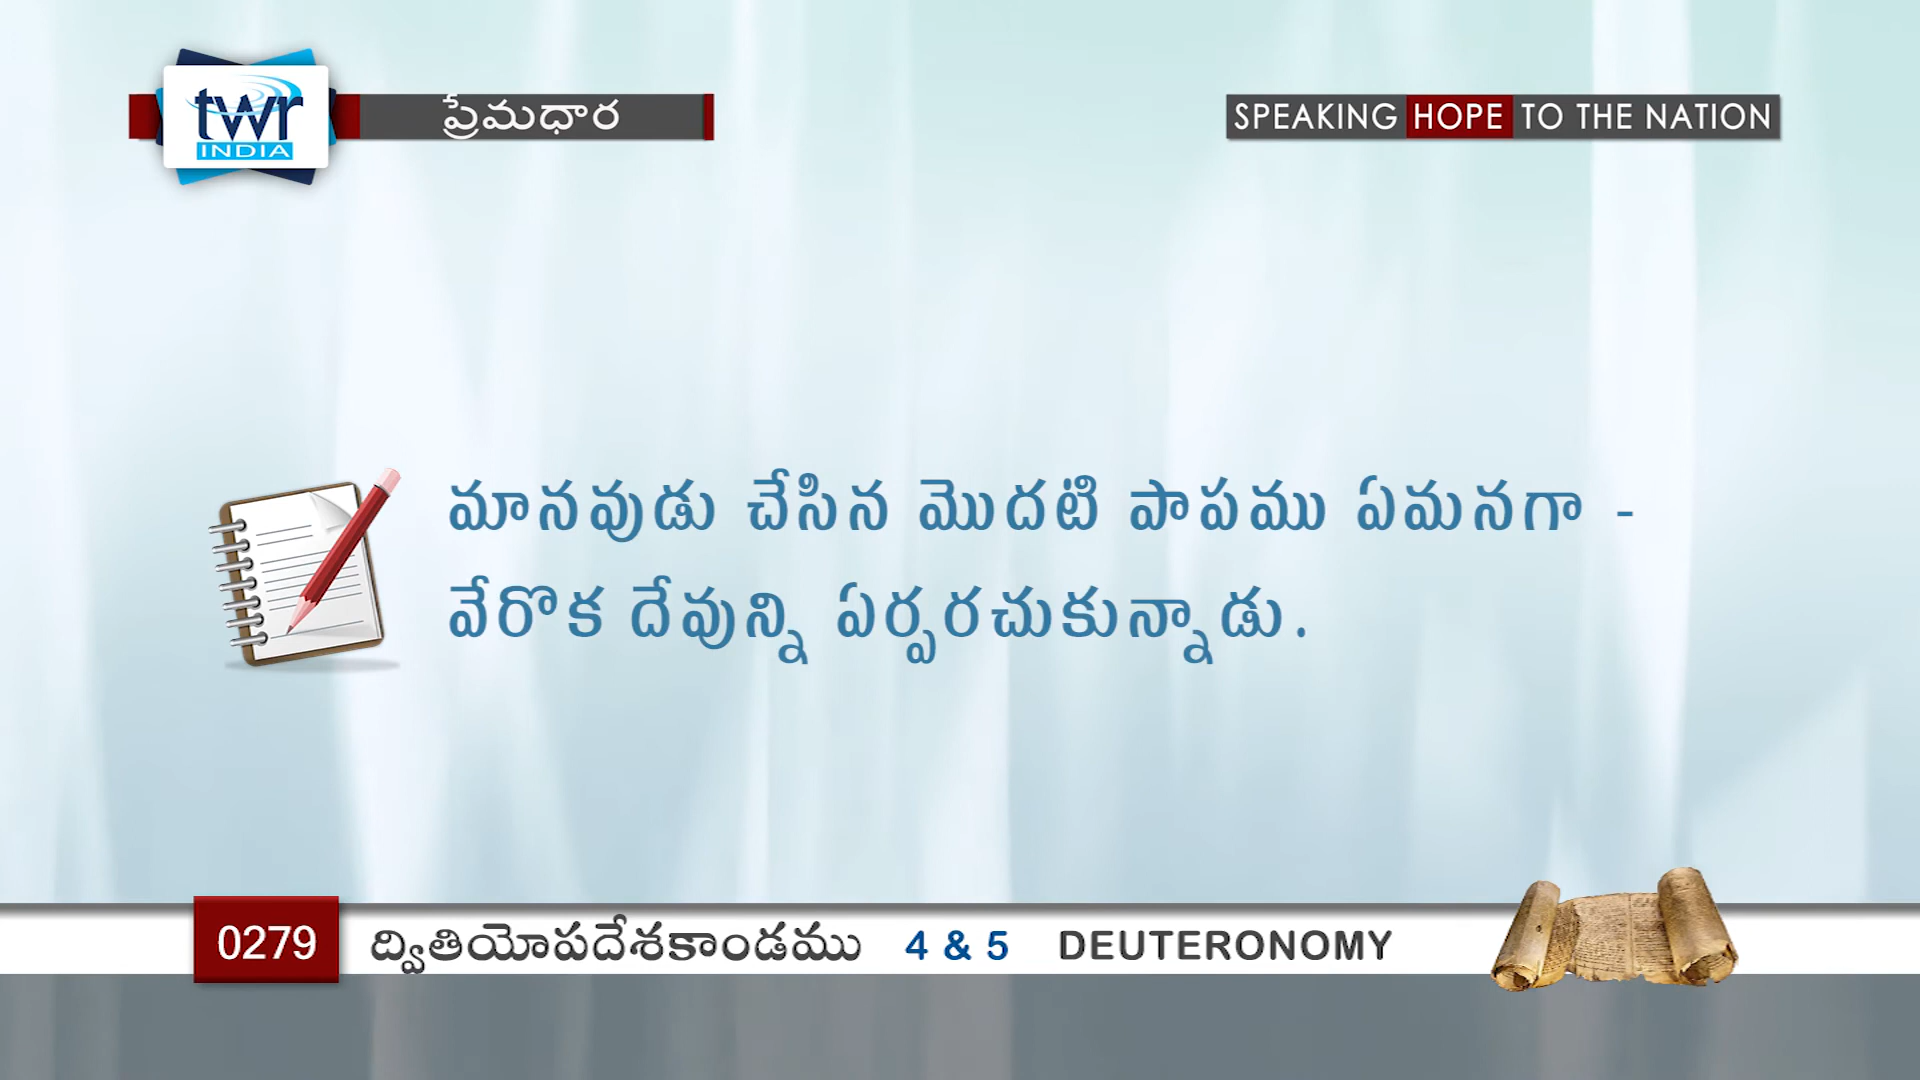 twr
INDIA
ప్రేమధార
SPEAKING HOPE TO THE NATION
మానవుడు చేసిన మొదటి పాపము ఏమనగా -
వేరొక దేవున్ని ఏర్పరచుకున్నాడు.
0279 ద్వితియోపదేశకాండము 4 & 5 DEUTERONOMY